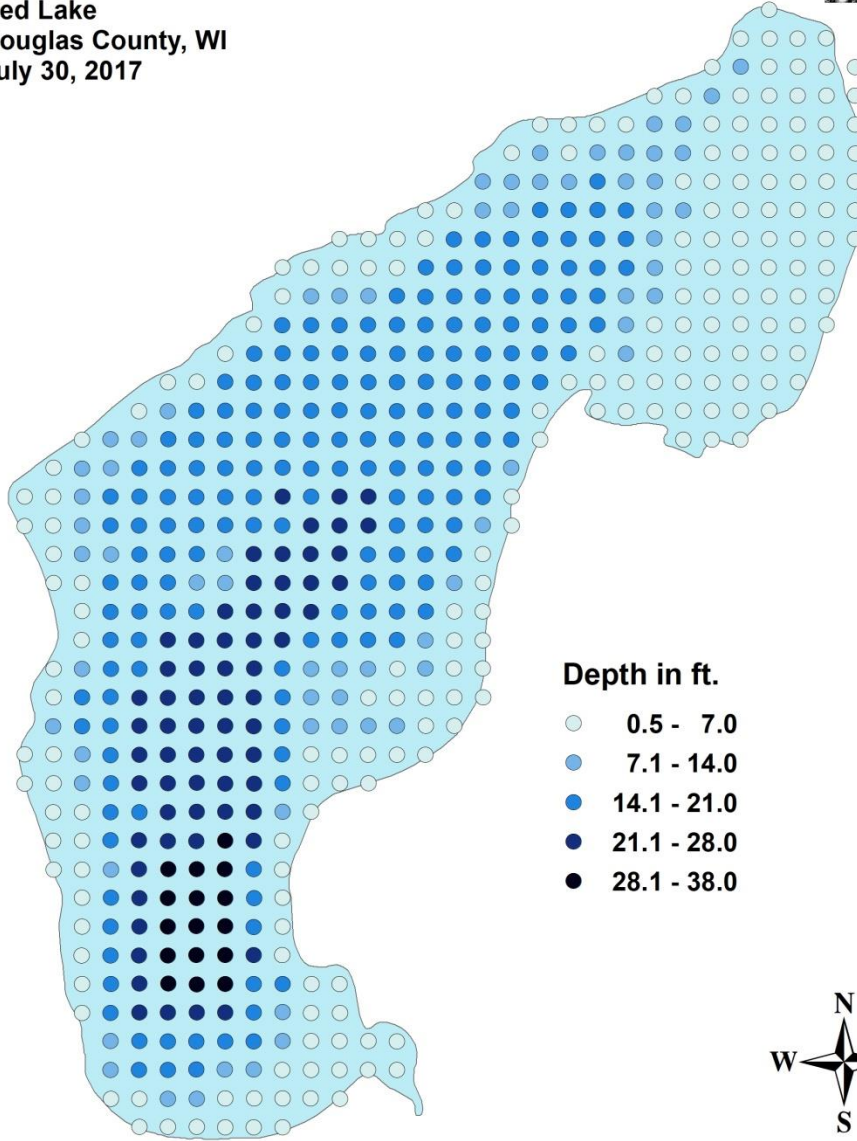 ed Lake
ouglas County, WI
uly 30, 2017
Depth in ft.
0.5 - 7.0
7.1 - 14.0
14.1 - 21.0
21.1 - 28.0
28.1 - 38.0
N
W
S